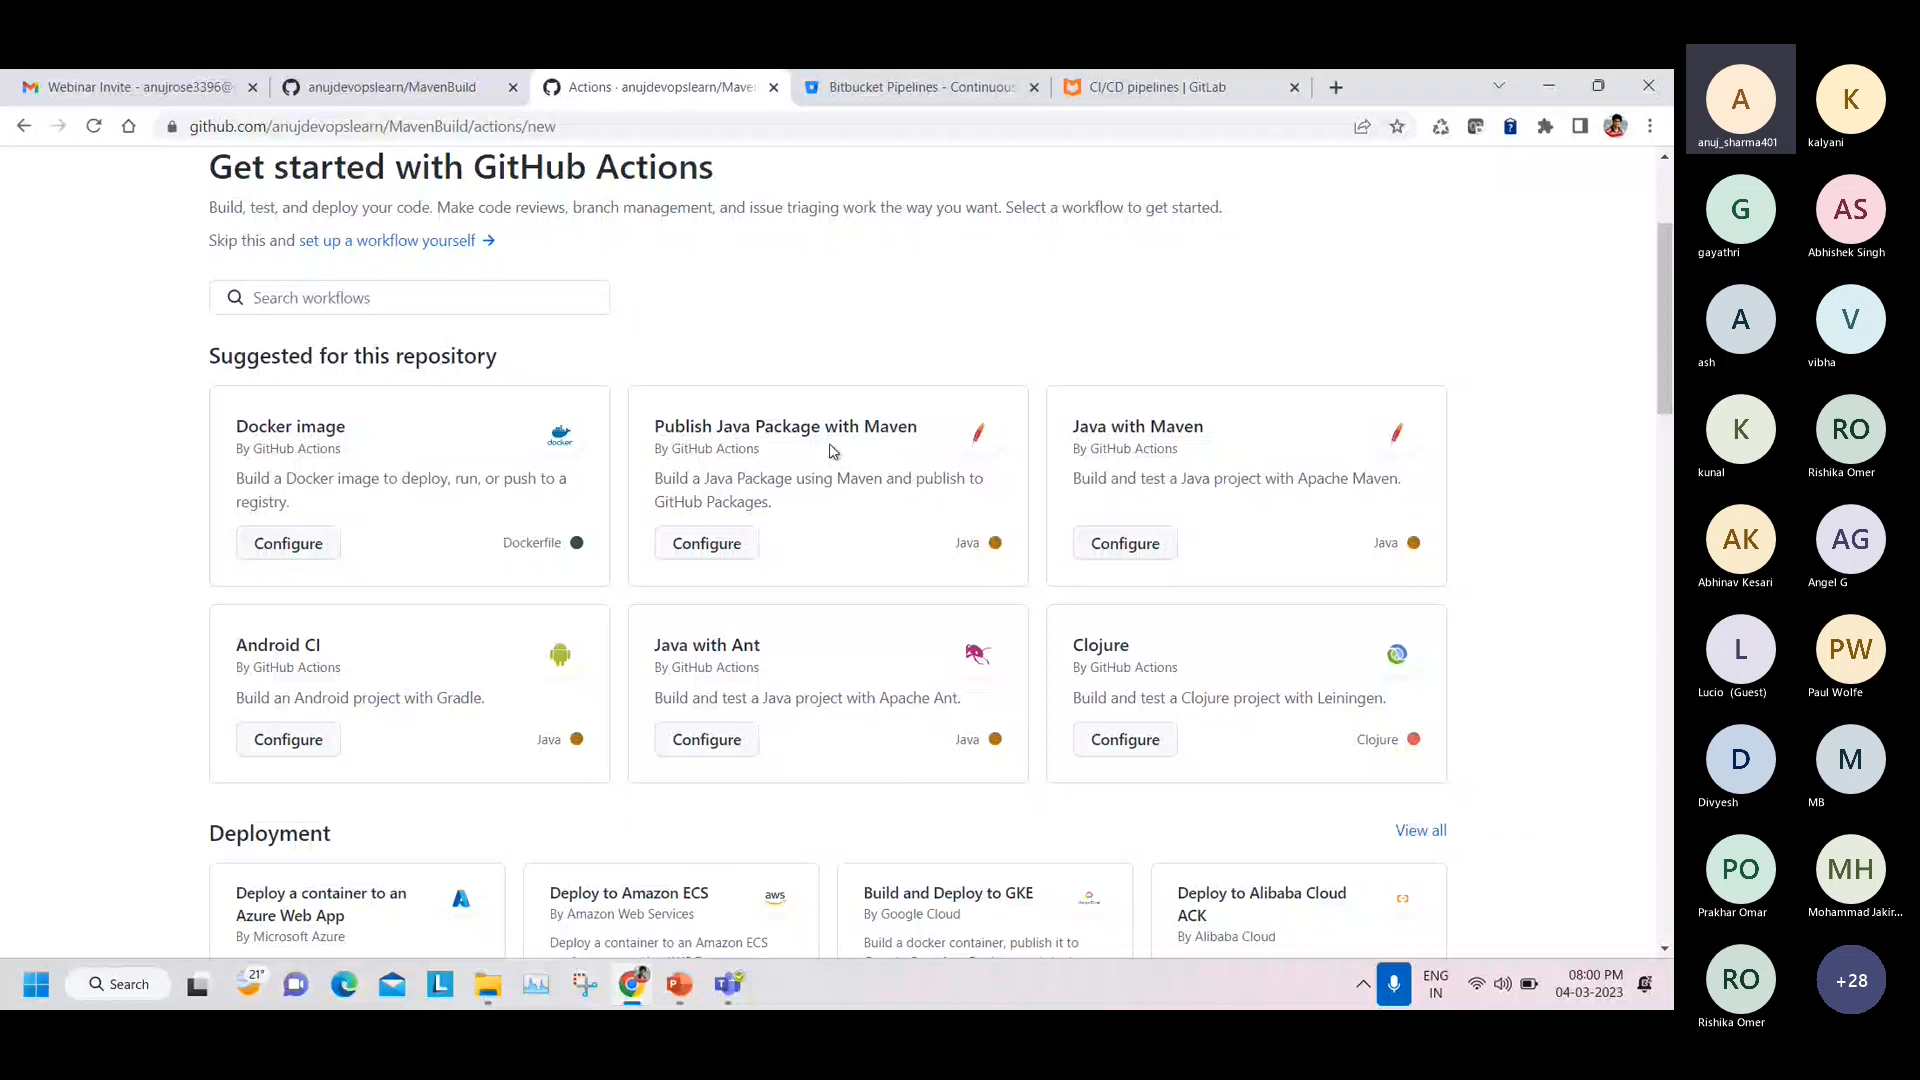 Webinar Invite - anujrose3396@
anujdevopslearn/MavenBuild
Actions · anujdevopslearn/Maven
Bitbucket Pipelines - Continuous
CI/CD pipelines | GitLab
github.com/anujdevopslearn/MavenBuild/actions/new
Get started with GitHub Actions
Build, test, and deploy your code. Make code reviews, branch management, and issue triaging work the way you want. Select a workflow to get started.
Skip this and set up a workflow yourself →
Search workflows
Suggested for this repository
Docker image
By GitHub Actions
Build a Docker image to deploy, run, or push to a
registry.
Configure
Dockerfile
Publish Java Package with Maven
By GitHub Actions
Build a Java Package using Maven and publish to
GitHub Packages.
Configure
Java
Java with Maven
By GitHub Actions
Build and test a Java project with Apache Maven.
Configure
Java
Android CI
By GitHub Actions
Build an Android project with Gradle.
Configure
Java
Java with Ant
By GitHub Actions
Build and test a Java project with Apache Ant.
Configure
Java
Clojure
By GitHub Actions
Build and test a Clojure project with Leiningen.
Configure
Clojure
Deployment
View all
Deploy a container to an
Azure Web App
By Microsoft Azure
Deploy to Amazon ECS
By Amazon Web Services
Deploy a container to an Amazon ECS
aws
Build and Deploy to GKE
By Google Cloud
Build a docker container, publish it to
Deploy to Alibaba Cloud
ACK
By Alibaba Cloud
docker
Search
21°
ENG
IN
08:00 PM
04-03-2023
A
anuj_sharma401
K
kalyani
G
gayathri
AS
Abhishek Singh
A
ash
V
vibha
K
kunal
RO
Rishika Omer
AK
Abhinav Kesari
AG
Angel G
L
Lucio (Guest)
PW
Paul Wolfe
D
Divyesh
M
MB
PO
Prakhar Omar
MH
Mohammad Jakir...
RO
Rishika Omer
+28